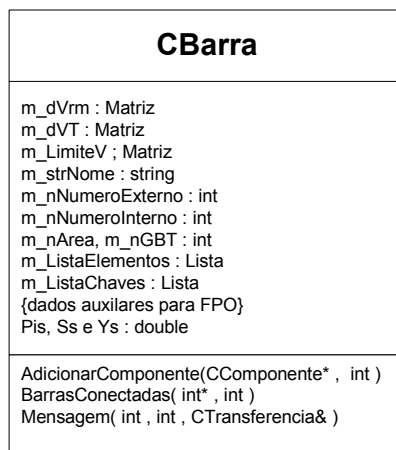 CBarra
m_dVrm : Matriz
m_dVT : Matriz
m_LimiteV ; Matriz
m_strNome : string
m_nNumeroExterno : int
m_nNumeroInterno : int
m_nArea, m_nGBT : int
m_ListaElementos : Lista
m_ListaChaves : Lista
{dados auxilares para FPO}
Pis, Ss e Ys : double
AdicionarComponente(CComponente* , int )
BarrasConectadas( int* , int )
Mensagem( int , int , CTransferencia& )